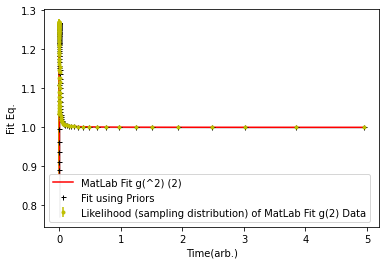 1.3
1.2
1.1
1.0
0.9
0.8
Fit Eq.
MatLab Fit g(^2) (2)
Fit using Priors
Likelihood (sampling distribution) of MatLab Fit g(2) Data
0 1 2 3 4 5
Time(arb.)